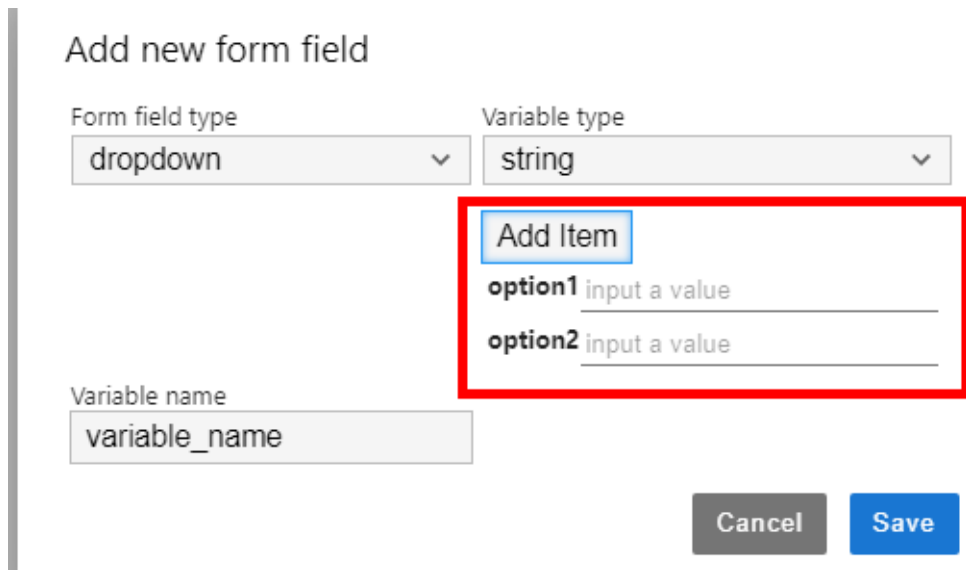 Add new form field
Form field type
Variable type
dropdown
string
Add Item
option1 input a value
option2 input a value
Variable name
variable_name
Cancel
Save